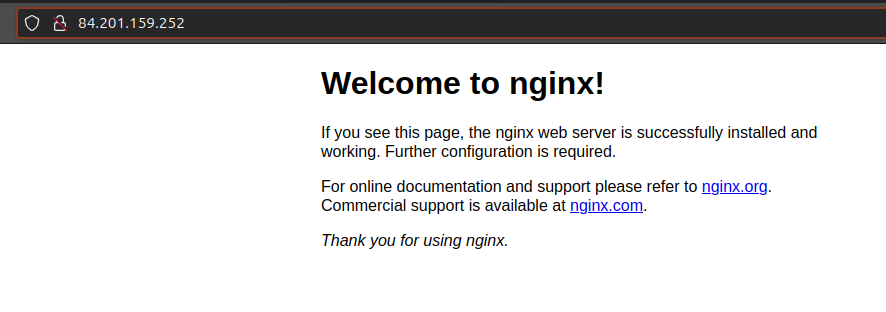 84.201.159.252
Welcome to nginx!
If you see this page, the nginx web server is successfully installed and
working. Further configuration is required.
For online documentation and support please refer to nginx.org.
Commercial support is available at nginx.com.
Thank you for using nginx.